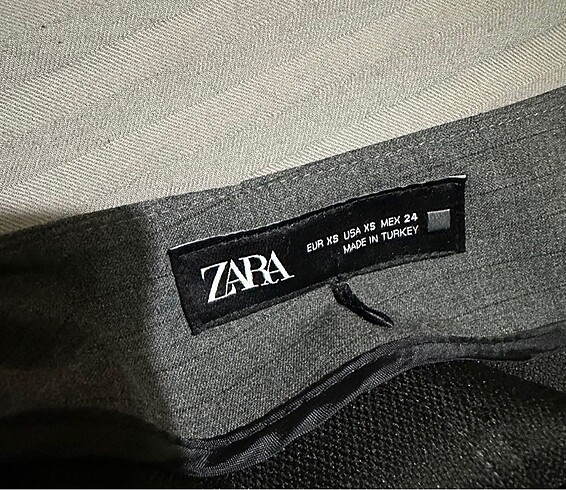 ZARA
EUR XS USA XS MEX 24
MADE IN TURKEY